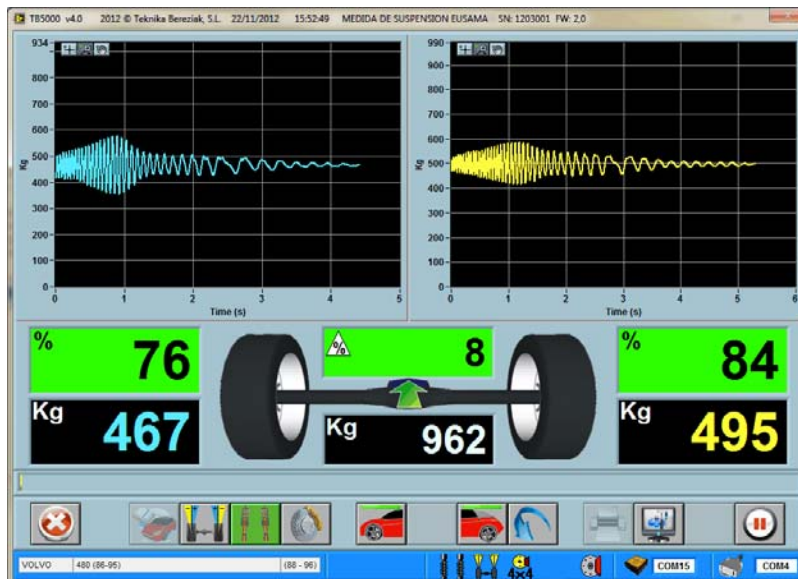 TB5000 v4.0 2012 © Teknika Bereziak, S.L. 22/11/2012 15:52:49 MEDIDA DE SUSPENSION EUSAMA SN: 1203001 FW: 2,0
934
800
700
600
500
400
300
200
100
0
Kg
0 1 2 3 4 5
Time (s)
990
900
800
700
600
500
400
300
200
100
0
Kg
0 1 2 3 4 5 6
Time (s)
% 76
% 8
% 84
Kg 467
Kg 962
Kg 495
4x4
VOLVO 480 (86-95) (88 - 96) COM15 COM4